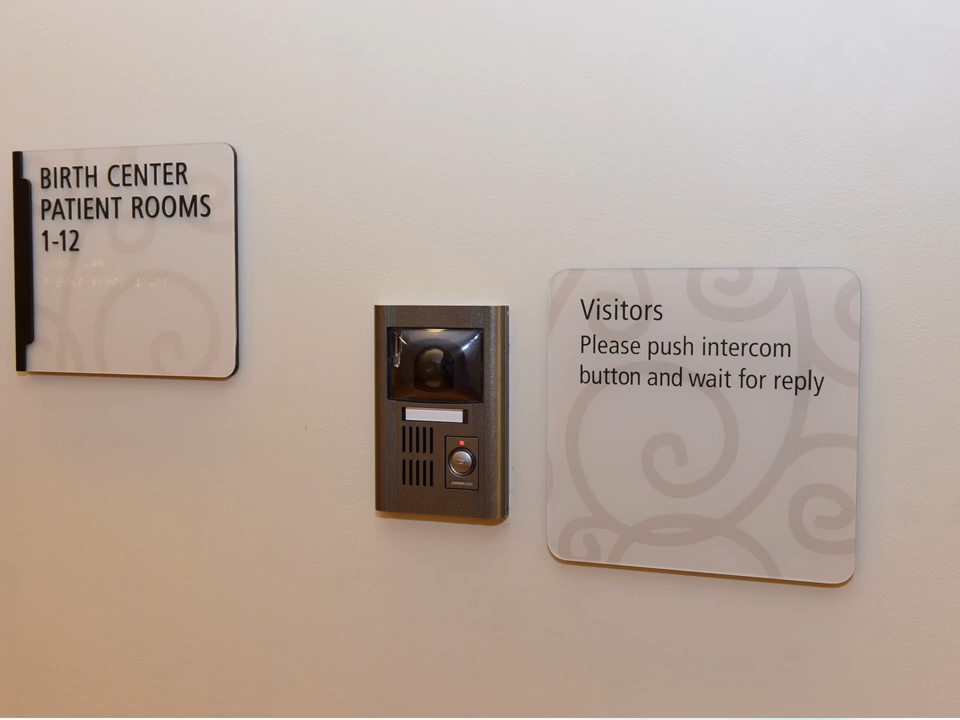 BIRTH CENTER
PATIENT ROOMS
1-12
Visitors
Please push intercom
button and wait for reply